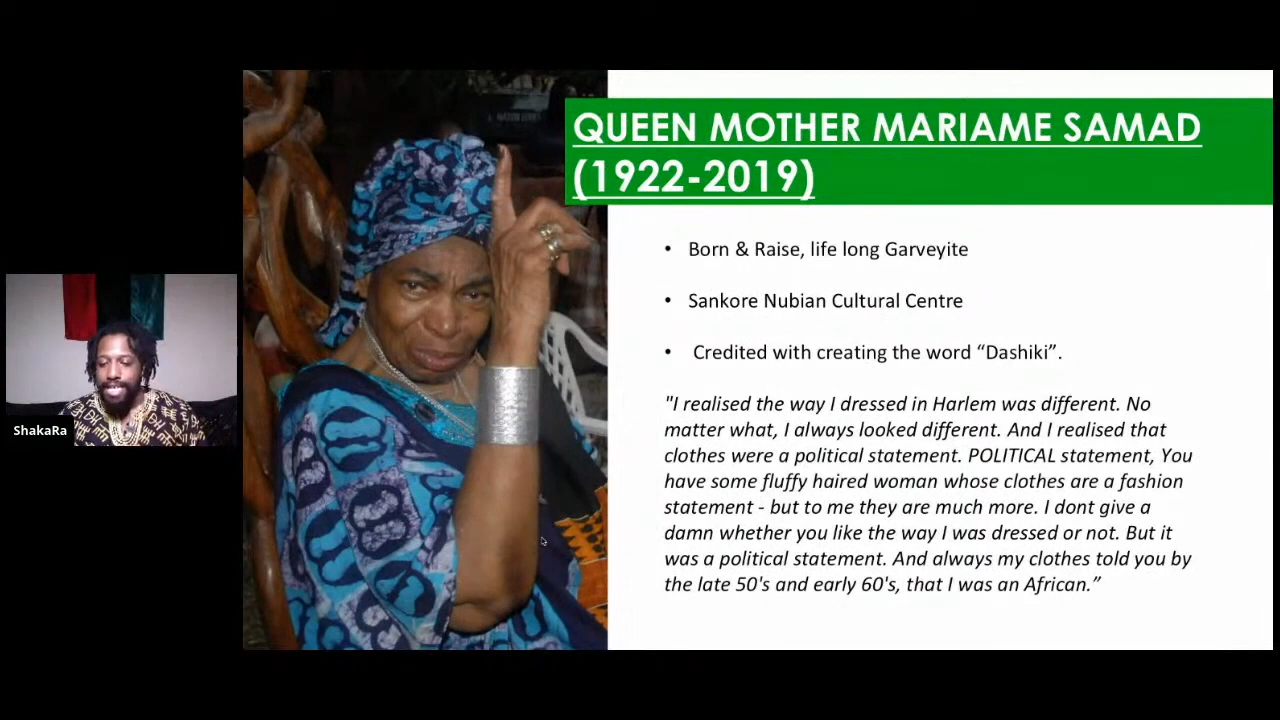 QUEEN MOTHER MARIAME SAMAD
(1922-2019)
• Born & Raise, life long Garveyite
• Sankore Nubian Cultural Centre
• Credited with creating the word “Dashiki”.
"I realised the way I dressed in Harlem was different. No
matter what, I always looked different. And I realised that
clothes were a political statement. POLITICAL statement, You
have some fluffy haired woman whose clothes are a fashion
statement - but to me they are much more. I dont give a
damn whether you like the way I was dressed or not. But it
was a political statement. And always my clothes told you by
the late 50's and early 60's, that I was an African.”
ShakaRa